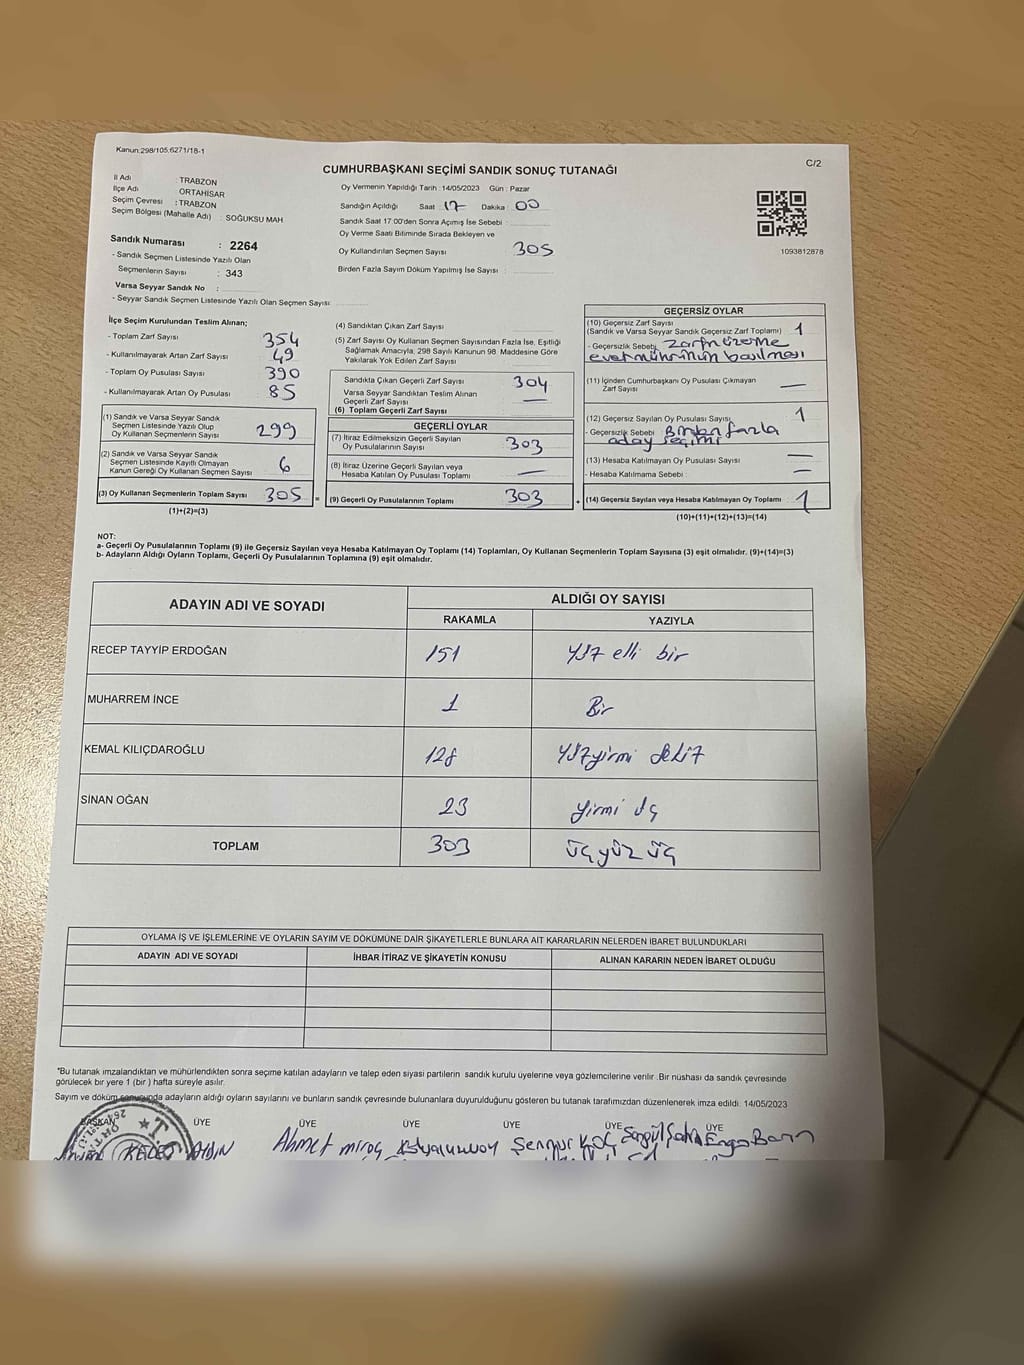 Kanun:298/105;6271/18-1
C/2
CUMHURBAŞKANI SEÇİMİ SANDIK SONUÇ TUTANAĞI
İl Adı : TRABZON
İlçe Adı : ORTAHİSAR
Seçim Çevresi : TRABZON
Seçim Bölgesi (Mahalle Adı) : SOĞUKSU MAH
Sandık Numarası : 2264
- Sandık Seçmen Listesinde Yazılı Olan
Seçmenlerin Sayısı : 343
Varsa Seyyar Sandık No :
- Seyyar Sandık Seçmen Listesinde Yazılı Olan Seçmen Sayısı:
Oy Vermenin Yapıldığı Tarih : 14/05/2023 Gün : Pazar
Sandığın Açıldığı Saat 17 Dakika 00
Sandık Saat 17:00'den Sonra Açımış İse Sebebi
Oy Verme Saati Bitiminde Sırada Bekleyen ve
Oy Kullandırılan Seçmen Sayısı 305
Birden Fazla Sayım Döküm Yapılmış İse Sayısı :
1093812878
İlçe Seçim Kurulundan Teslim Alınan;
- Toplam Zarf Sayısı 354
- Kullanılmayarak Artan Zarf Sayısı 49
- Toplam Oy Pusulası Sayısı 390
- Kullanılmayarak Artan Oy Pusulası 85
(1) Sandık ve Varsa Seyyar Sandık
Seçmen Listesinde Yazılı Olup
Oy Kullanan Seçmenlerin Sayısı 299
(2) Sandık ve Varsa Seyyar Sandık
Seçmen Listesinde Kayıtlı Olmayan
Kanun Gereği Oy Kullanan Seçmen Sayısı 6
(3) Oy Kullanan Seçmenlerin Toplam Sayısı 305 =
(1)+(2)=(3)
(4) Sandıktan Çıkan Zarf Sayısı
(5) Zarf Sayısı Oy Kullanan Seçmen Sayısından Fazla İse, Eşitliği
Sağlamak Amacıyla; 298 Sayılı Kanunun 98. Maddesine Göre
Yakılarak Yok Edilen Zarf Sayısı
Sandıkta Çıkan Geçerli Zarf Sayısı 304
Varsa Seyyar Sandıktan Teslim Alınan
Geçerli Zarf Sayısı —
(6) Toplam Geçerli Zarf Sayısı
GEÇERLİ OYLAR
(7) İtiraz Edilmeksizin Geçerli Sayılan
Oy Pusulalarının Sayısı 303
(8) İtiraz Üzerine Geçerli Sayılan veya
Hesaba Katılan Oy Pusulası Toplamı —
(9) Geçerli Oy Pusulalarının Toplamı 303 +
GEÇERSİZ OYLAR
(10) Geçersiz Zarf Sayısı
(Sandık ve Varsa Seyyar Sandık Geçersiz Zarf Toplamı) 1
- Geçersizlik Sebebi Zarfın üzerine
evet mührünün basılması
(11) İçinden Cumhurbaşkanı Oy Pusulası Çıkmayan
Zarf Sayısı —
(12) Geçersiz Sayılan Oy Pusulası Sayısı 1
- Geçersizlik Sebebi Birden fazla
aday seçimi
(13) Hesaba Katılmayan Oy Pusulası Sayısı —
- Hesaba Katılmama Sebebi —
(14) Geçersiz Sayılan veya Hesaba Katılmayan Oy Toplamı 1
(10)+(11)+(12)+(13)=(14)
NOT:
a- Geçerli Oy Pusulalarının Toplamı (9) ile Geçersiz Sayılan veya Hesaba Katılmayan Oy Toplamı (14) Toplamları, Oy Kullanan Seçmenlerin Toplam Sayısına (3) eşit olmalıdır. (9)+(14)=(3)
b- Adayların Aldığı Oyların Toplamı, Geçerli Oy Pusulalarının Toplamına (9) eşit olmalıdır.
ADAYIN ADI VE SOYADI ALDIĞI OY SAYISI
RAKAMLA YAZIYLA
RECEP TAYYİP ERDOĞAN 151 Yüz elli bir
MUHARREM İNCE 1 Bir
KEMAL KILIÇDAROĞLU 128 Yüz yirmi sekiz
SİNAN OĞAN 23 Yirmi üç
TOPLAM 303 üç yüz üç
OYLAMA İŞ VE İŞLEMLERİNE VE OYLARIN SAYIM VE DÖKÜMÜNE DAİR ŞİKAYETLERLE BUNLARA AİT KARARLARIN NELERDEN İBARET BULUNDUKLARI
ADAYIN ADI VE SOYADI İHBAR İTİRAZ VE ŞİKAYETİN KONUSU ALINAN KARARIN NEDEN İBARET OLDUĞU
"Bu tutanak imzalandıktan ve mühürlendikten sonra seçime katılan adayların ve talep eden siyasi partilerin sandık kurulu üyelerine veya gözlemcilerine verilir. Bir nüshası da sandık çevresinde
görülecek bir yere 1 (bir ) hafta süreyle asılır.
Sayım ve döküm sonucunda adayların aldığı oyların sayılarını ve bunların sandık çevresinde bulunanlara duyurulduğunu gösteren bu tutanak tarafımızdan düzenlenerek imza edildi. 14/05/2023
BAŞKAN ÜYE ÜYE ÜYE ÜYE ÜYE ÜYE
Ahmet Şennur KOÇ